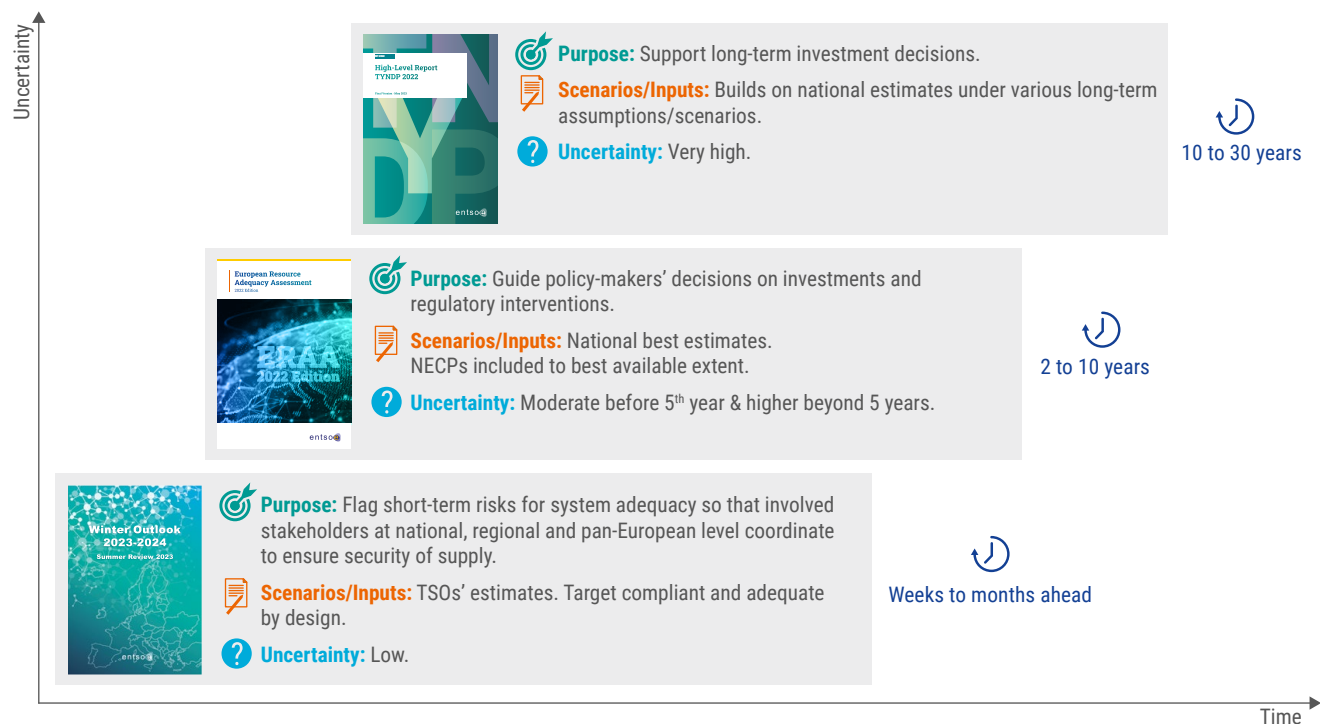 Uncertainty
High-Level Report
TYNDP 2022
TYNDP
entsoe
Purpose: Support long-term investment decisions.
Scenarios/Inputs: Builds on national estimates under various long-term
assumptions/scenarios.
Uncertainty: Very high.
10 to 30 years
European Resource
Adequacy Assessment
2022 Edition
ERAA
2022 Edition
entsoe
Purpose: Guide policy-makers’ decisions on investments and
regulatory interventions.
Scenarios/Inputs: National best estimates.
NECPs included to best available extent.
Uncertainty: Moderate before 5th year & higher beyond 5 years.
2 to 10 years
Winter Outlook
2023-2024
Summer Review 2023
entsoe
Purpose: Flag short-term risks for system adequacy so that involved
stakeholders at national, regional and pan-European level coordinate
to ensure security of supply.
Scenarios/Inputs: TSOs’ estimates. Target compliant and adequate
by design.
Uncertainty: Low.
Weeks to months ahead
Time